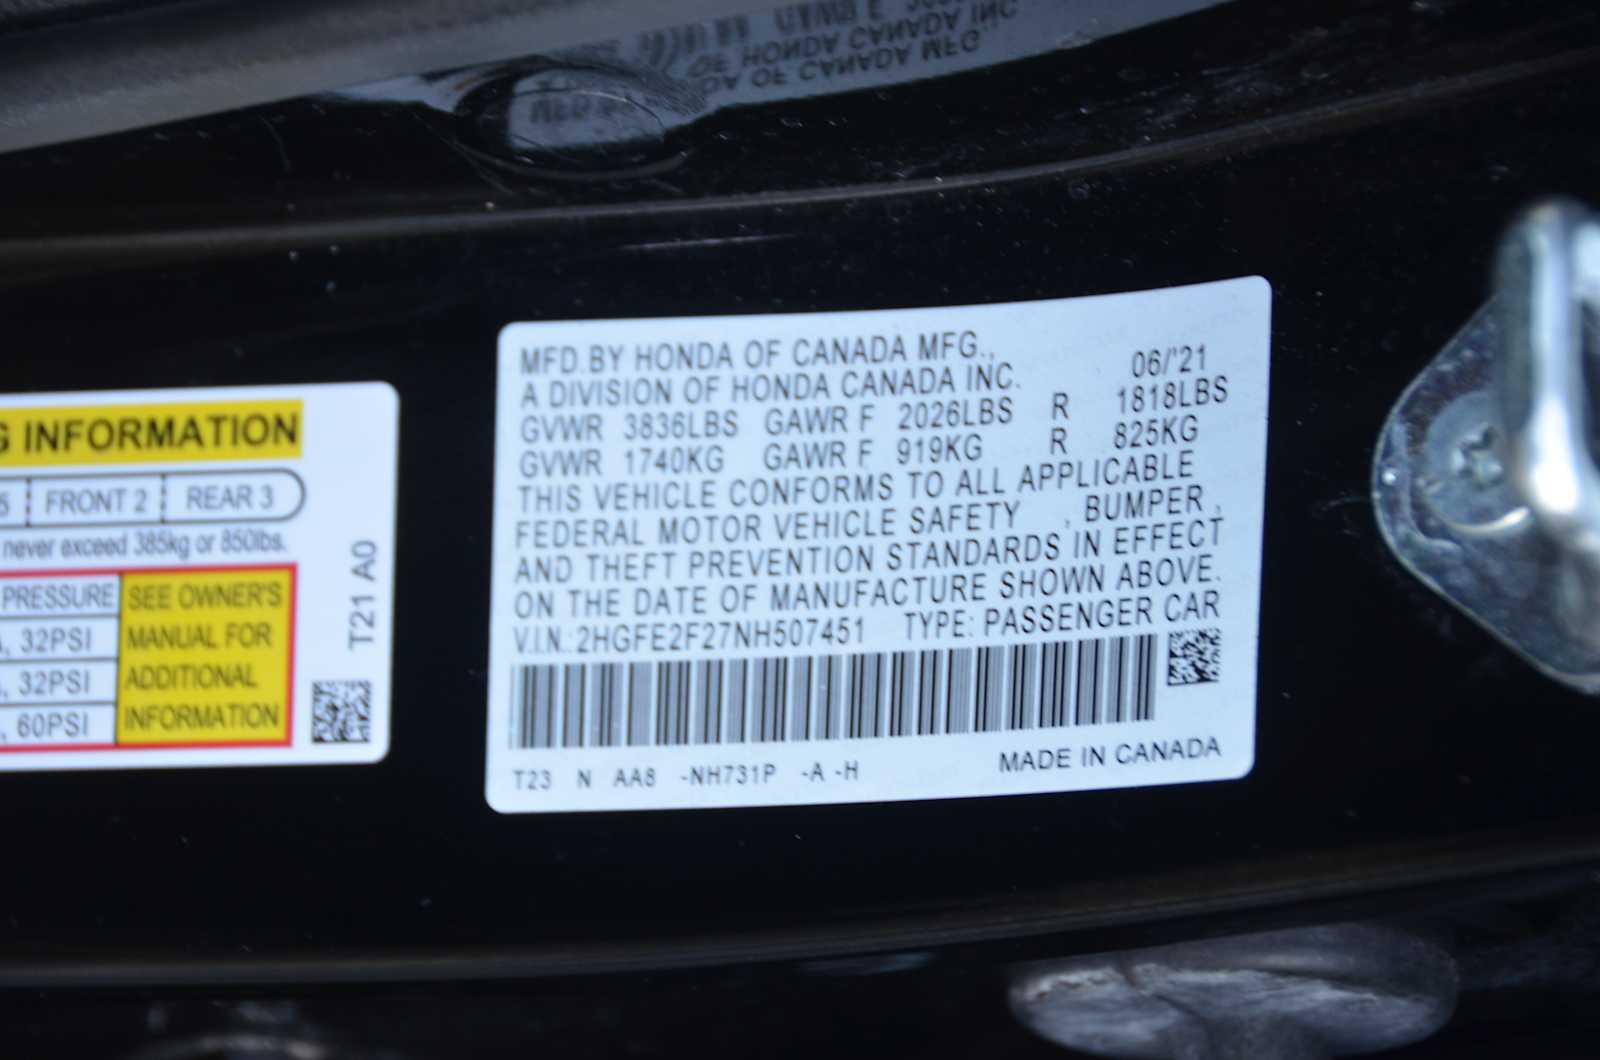 G INFORMATION
5 FRONT 2 REAR 3
never exceed 385kg or 850lbs.
PRESSURE SEE OWNER'S
, 32PSI MANUAL FOR
, 32PSI ADDITIONAL
, 60PSI INFORMATION
T21 A0
MFD.BY HONDA OF CANADA MFG., 06/'21
A DIVISION OF HONDA CANADA INC.
GVWR 3836LBS GAWR F 2026LBS R 1818LBS
GVWR 1740KG GAWR F 919KG R 825KG
THIS VEHICLE CONFORMS TO ALL APPLICABLE
FEDERAL MOTOR VEHICLE SAFETY , BUMPER ,
AND THEFT PREVENTION STANDARDS IN EFFECT
ON THE DATE OF MANUFACTURE SHOWN ABOVE.
V.I.N.:2HGFE2F27NH507451 TYPE: PASSENGER CAR
T23 N AA8 -NH731P -A -H MADE IN CANADA